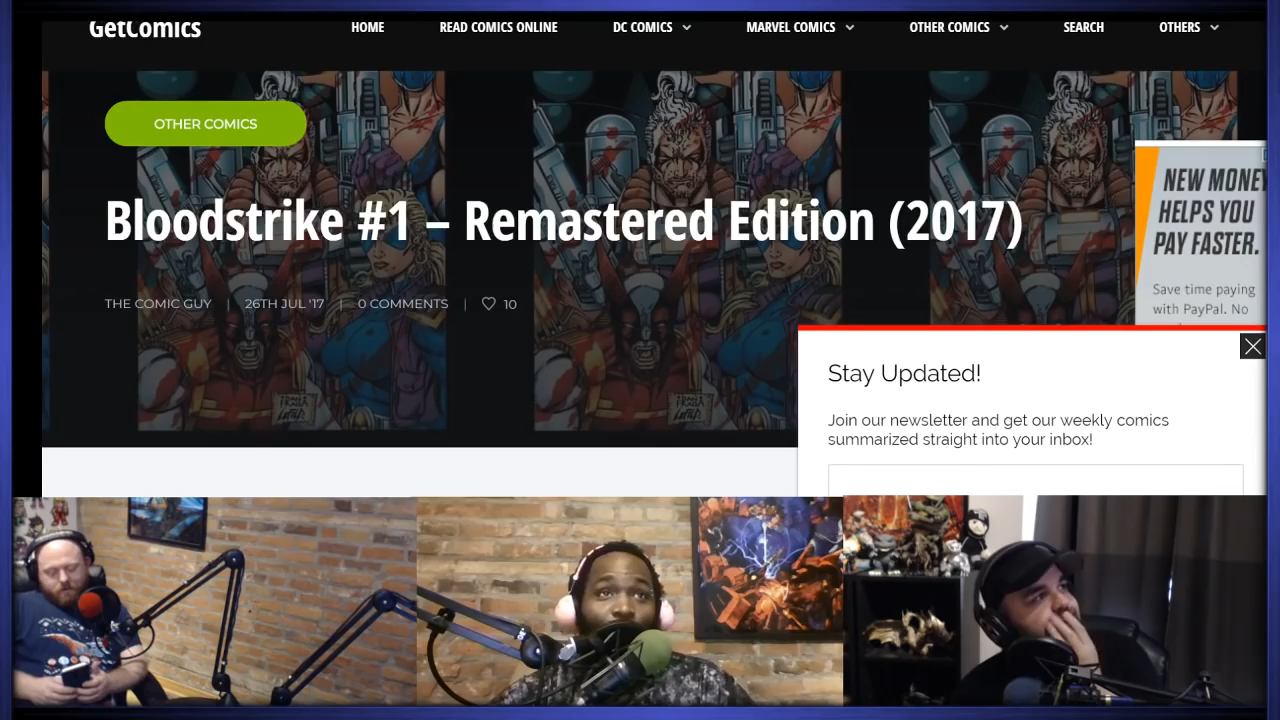 GetComics
HOME
READ COMICS ONLINE
DC COMICS
MARVEL COMICS
OTHER COMICS
SEARCH
OTHERS
OTHER COMICS
Bloodstrike #1 – Remastered Edition (2017)
THE COMIC GUY | 26TH JUL '17 | 0 COMMENTS | 10
NEW MONEY
HELPS YOU
PAY FASTER.
Save time paying
with PayPal. No
Stay Updated!
Join our newsletter and get our weekly comics
summarized straight into your inbox!